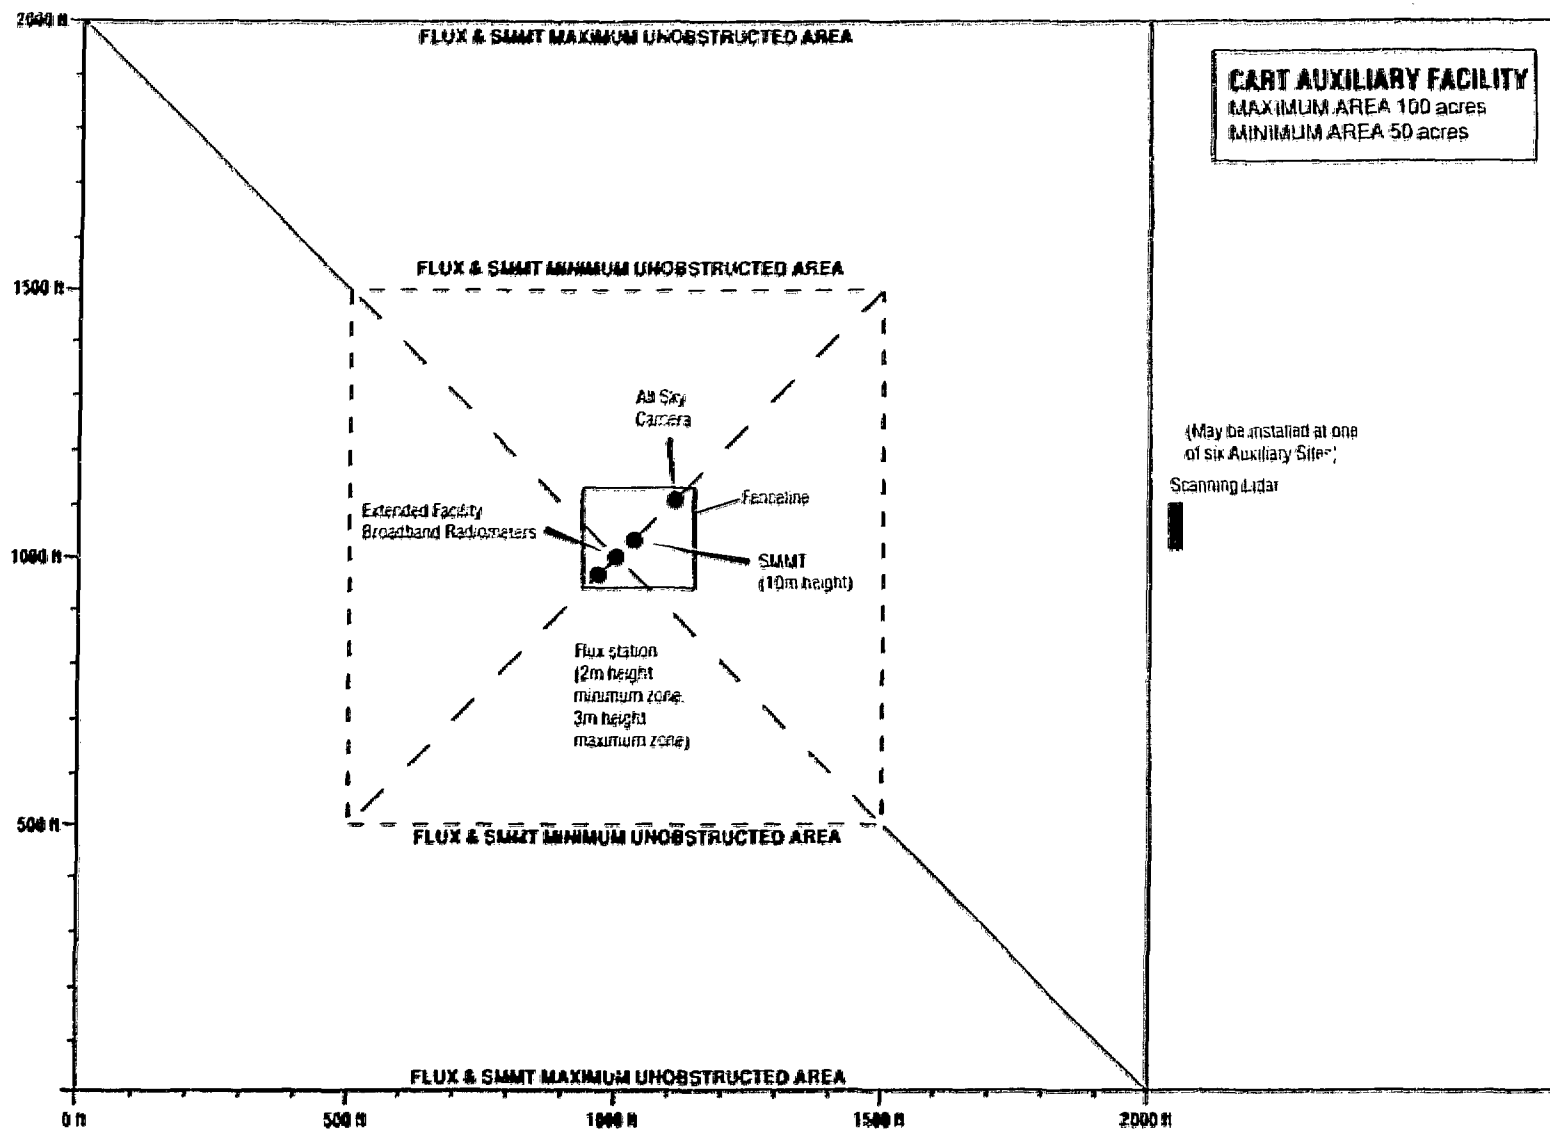 2000 ft
FLUX & SMMT MAXIMUM UNOBSTRUCTED AREA
CART AUXILIARY FACILITY
MAXIMUM AREA 100 acres
MINIMUM AREA 50 acres
FLUX & SMMT MINIMUM UNOBSTRUCTED AREA
1500 ft
All Sky
Camera
(May be installed at one
of six Auxiliary Sites)
Scanning Lidar
Fenceline
Extended Facility
Broadband Radiometers
1000 ft
SMMT
(10m height)
Flux station
(2m height
minimum zone,
3m height
maximum zone)
500 ft
FLUX & SMMT MINIMUM UNOBSTRUCTED AREA
FLUX & SMMT MAXIMUM UNOBSTRUCTED AREA
0 ft
500 ft
1000 ft
1500 ft
2000 ft